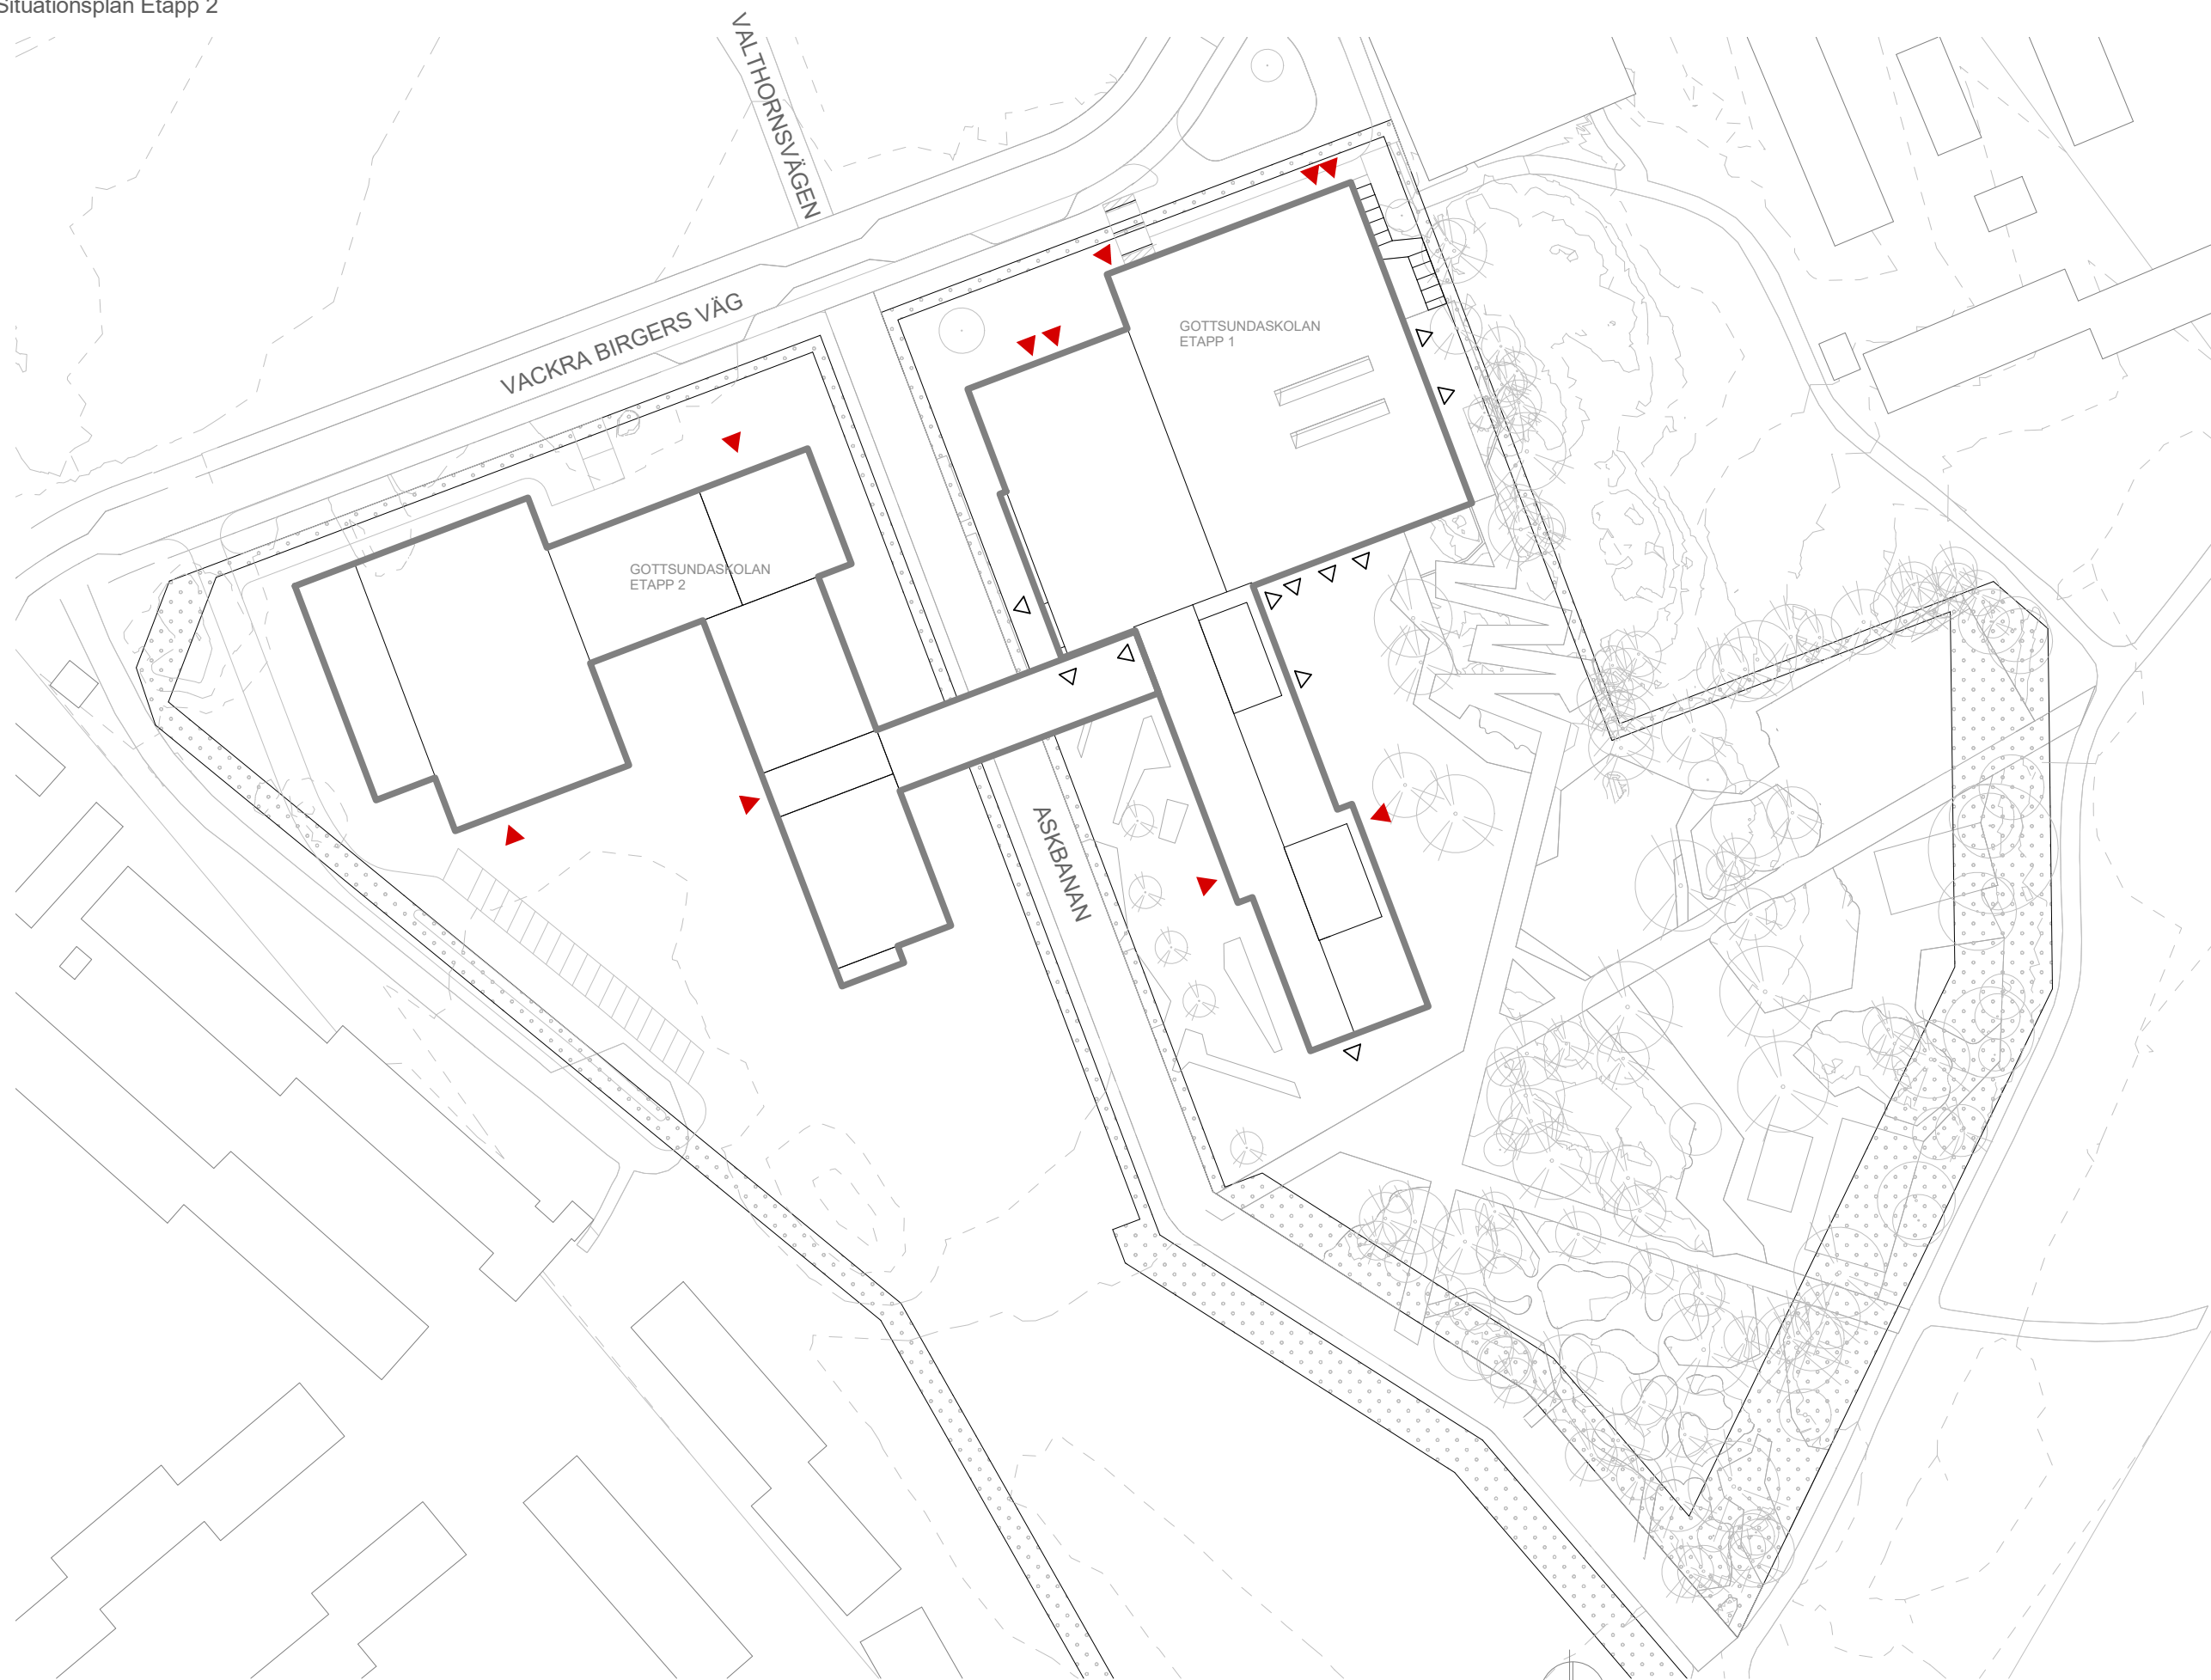 Situationsplan Etapp 2
VALTHORNSVÄGEN
VACKRA BIRGERS VÄG
GOTTSUNDASKOLAN
ETAPP 1
GOTTSUNDASKOLAN
ETAPP 2
ASKBANAN